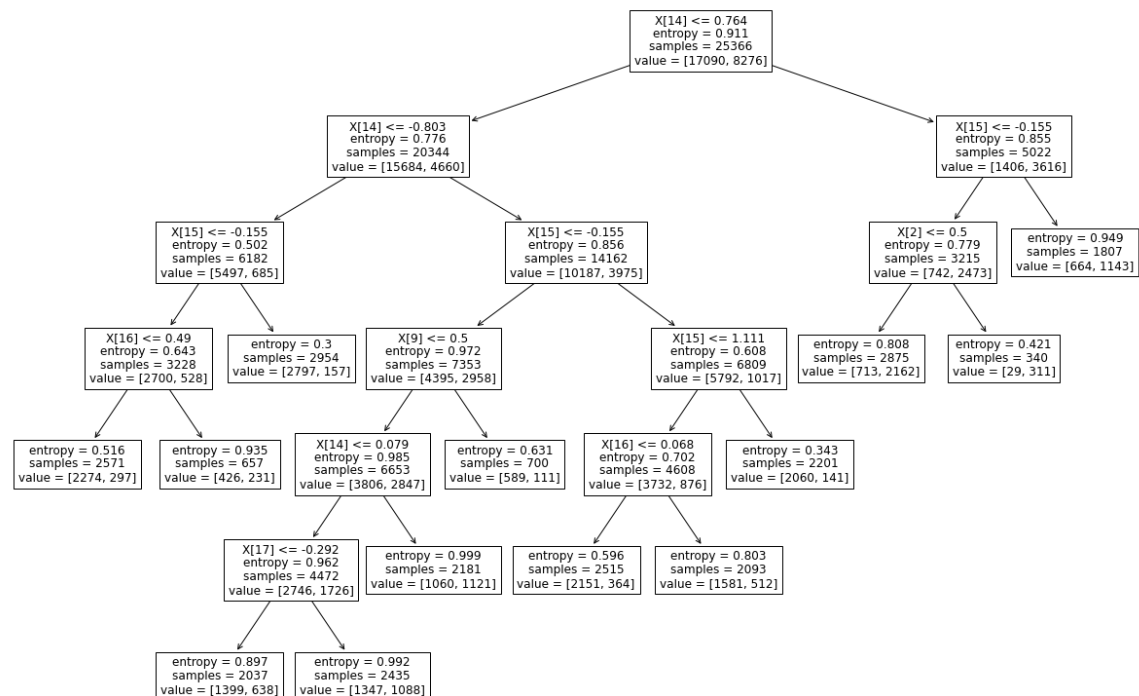 X[14] <= 0.764
entropy = 0.911
samples = 25366
value = [17090, 8276]
X[14] <= -0.803
entropy = 0.776
samples = 20344
value = [15684, 4660]
X[15] <= -0.155
entropy = 0.855
samples = 5022
value = [1406, 3616]
X[15] <= -0.155
entropy = 0.502
samples = 6182
value = [5497, 685]
X[15] <= -0.155
entropy = 0.856
samples = 14162
value = [10187, 3975]
X[2] <= 0.5
entropy = 0.779
samples = 3215
value = [742, 2473]
entropy = 0.949
samples = 1807
value = [664, 1143]
X[16] <= 0.49
entropy = 0.643
samples = 3228
value = [2700, 528]
entropy = 0.3
samples = 2954
value = [2797, 157]
X[9] <= 0.5
entropy = 0.972
samples = 7353
value = [4395, 2958]
X[15] <= 1.111
entropy = 0.608
samples = 6809
value = [5792, 1017]
entropy = 0.808
samples = 2875
value = [713, 2162]
entropy = 0.421
samples = 340
value = [29, 311]
entropy = 0.516
samples = 2571
value = [2274, 297]
entropy = 0.935
samples = 657
value = [426, 231]
X[14] <= 0.079
entropy = 0.985
samples = 6653
value = [3806, 2847]
entropy = 0.631
samples = 700
value = [589, 111]
X[16] <= 0.068
entropy = 0.702
samples = 4608
value = [3732, 876]
entropy = 0.343
samples = 2201
value = [2060, 141]
X[17] <= -0.292
entropy = 0.962
samples = 4472
value = [2746, 1726]
entropy = 0.999
samples = 2181
value = [1060, 1121]
entropy = 0.596
samples = 2515
value = [2151, 364]
entropy = 0.803
samples = 2093
value = [1581, 512]
entropy = 0.897
samples = 2037
value = [1399, 638]
entropy = 0.992
samples = 2435
value = [1347, 1088]